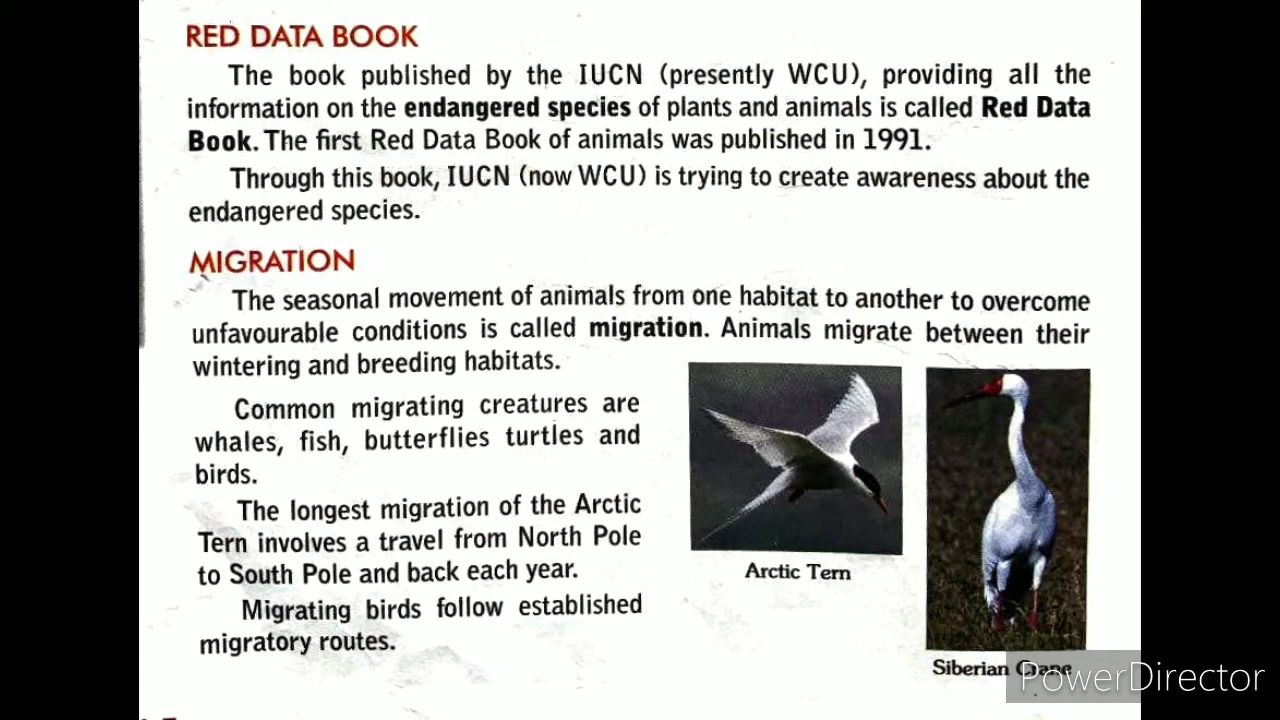 RED DATA BOOK
The book published by the IUCN (presently WCU), providing all the
information on the endangered species of plants and animals is called Red Data
Book. The first Red Data Book of animals was published in 1991.
Through this book, IUCN (now WCU) is trying to create awareness about the
endangered species.
MIGRATION
The seasonal movement of animals from one habitat to another to overcome
unfavourable conditions is called migration. Animals migrate between their
wintering and breeding habitats.
Common migrating creatures are
whales, fish, butterflies turtles and
birds.
The longest migration of the Arctic
Tern involves a travel from North Pole
to South Pole and back each year.
Migrating birds follow established
migratory routes.
Arctic Tern
Siberian Crane
PowerDirector